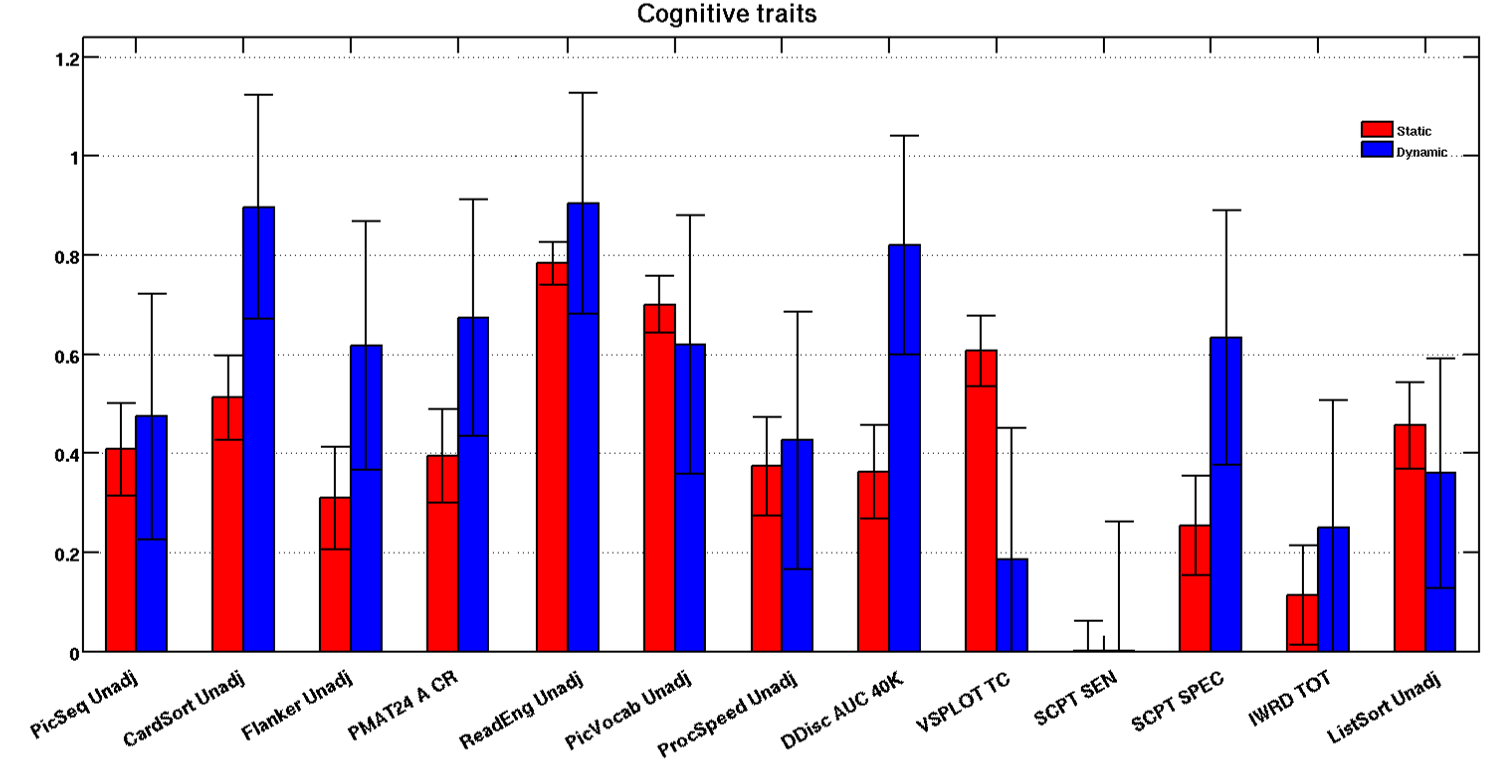 Cognitive traits
1.2
1
0.8
0.6
0.4
0.2
0
Static
Dynamic
PicSeq Unadj
CardSort Unadj
Flanker Unadj
PMAT24 A CR
ReadEng Unadj
PicVocab Unadj
ProcSpeed Unadj
DDisc AUC 40K
VSPLOT TC
SCPT SEN
SCPT SPEC
IWRD TOT
ListSort Unadj